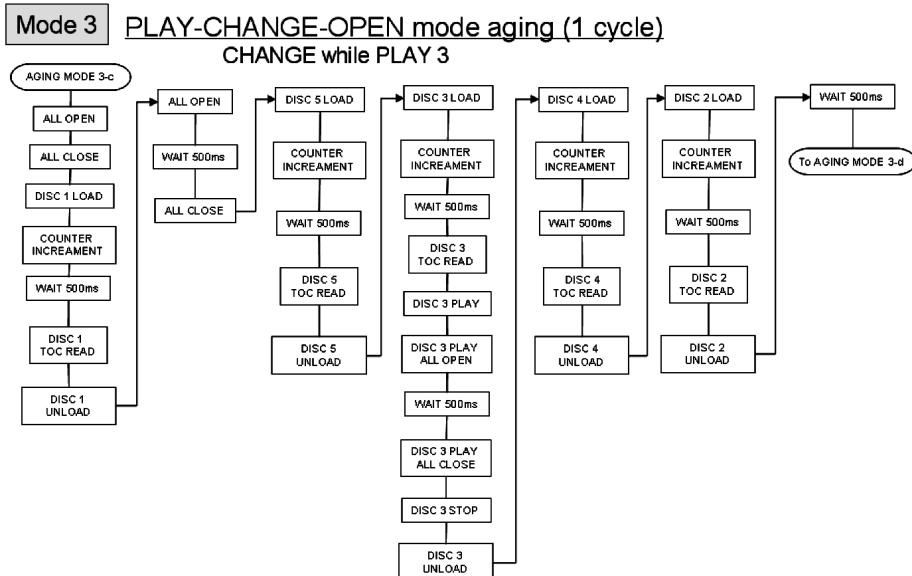 Mode 3
PLAY-CHANGE-OPEN mode aging (1 cycle)
CHANGE while PLAY 3
AGING MODE 3-c
ALL OPEN
ALL CLOSE
DISC 1 LOAD
COUNTER
INCREAMENT
WAIT 500ms
DISC 1
TOC READ
DISC 1
UNLOAD
ALL OPEN
WAIT 500ms
ALL CLOSE
DISC 5 LOAD
COUNTER
INCREAMENT
WAIT 500ms
DISC 5
TOC READ
DISC 5
UNLOAD
DISC 3 LOAD
COUNTER
INCREAMENT
WAIT 500ms
DISC 3
TOC READ
DISC 3 PLAY
DISC 3 PLAY
ALL OPEN
WAIT 500ms
DISC 3 PLAY
ALL CLOSE
DISC 3 STOP
DISC 3
UNLOAD
DISC 4 LOAD
COUNTER
INCREAMENT
WAIT 500ms
DISC 4
TOC READ
DISC 4
UNLOAD
DISC 2 LOAD
COUNTER
INCREAMENT
WAIT 500ms
DISC 2
TOC READ
DISC 2
UNLOAD
WAIT 500ms
To AGING MODE 3-d